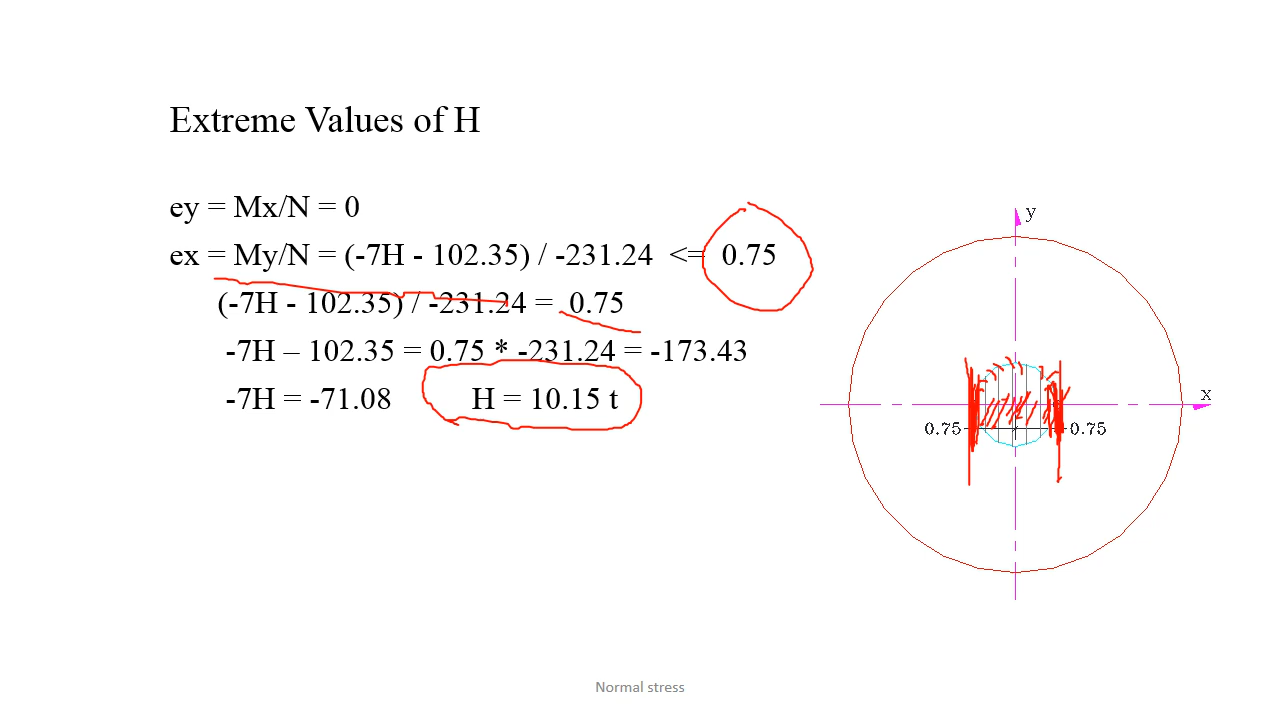 Extreme Values of H
ey = Mx/N = 0
ex = My/N = (-7H - 102.35) / -231.24 <= 0.75
(-7H - 102.35) / -231.24 = 0.75
-7H – 102.35 = 0.75 * -231.24 = -173.43
-7H = -71.08 H = 10.15 t
y
x
0.75 0.75
Normal stress